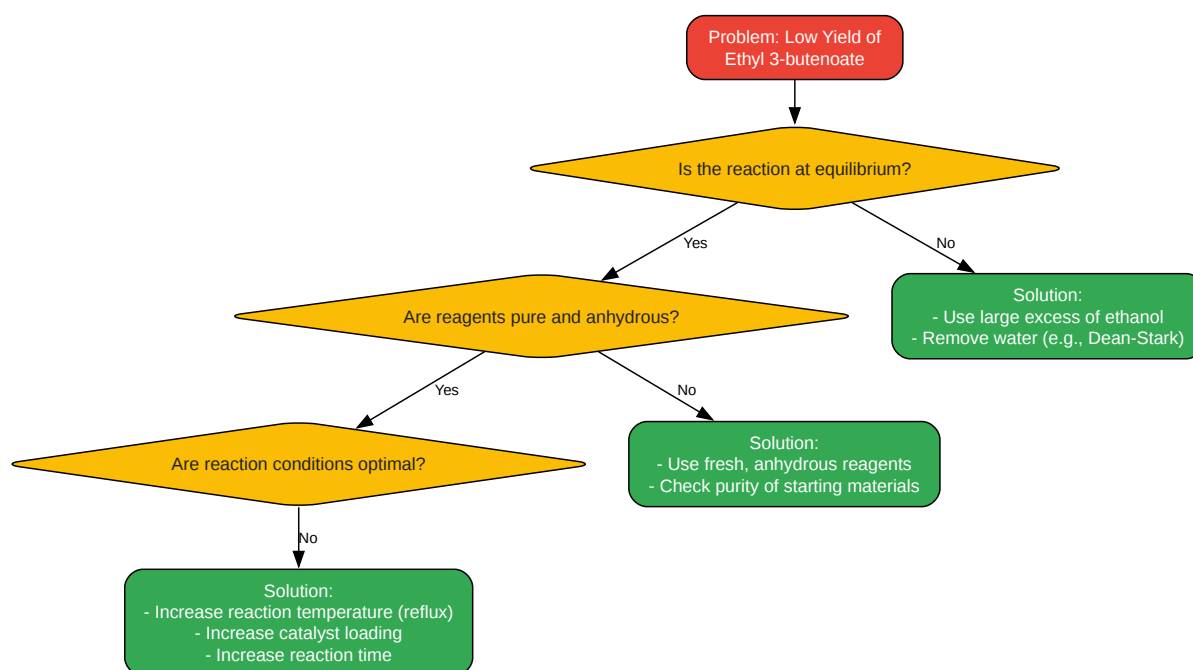 Problem: Low Yield of
Ethyl 3-butenoate
Is the reaction at equilibrium?
Yes
No
Are reagents pure and anhydrous?
Solution:
- Use large excess of ethanol
- Remove water (e.g., Dean-Stark)
Yes
No
Are reaction conditions optimal?
Solution:
- Use fresh, anhydrous reagents
- Check purity of starting materials
No
Solution:
- Increase reaction temperature (reflux)
- Increase catalyst loading
- Increase reaction time